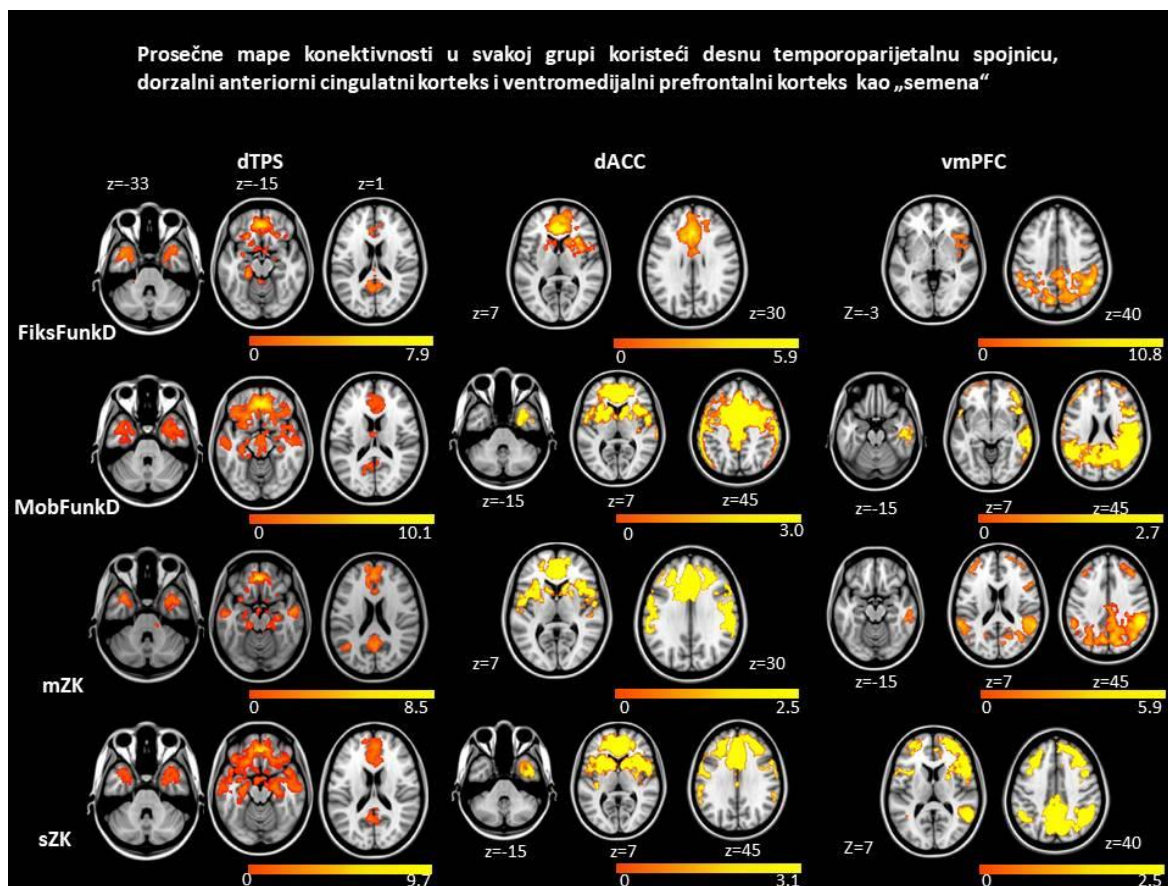 Prosečne mape konektivnosti u svakoj grupi koristeći desnu temporoparijetalnu spojnicu,
dorzalni anteriorni cingulatni korteks i ventromedijalni prefrontalni korteks kao „semena“
dTPS dACC vmPFC
z=-33 z=-15 z=1
z=7 z=30 Z=-3 z=40
FiksFunkD
0 7.9 0 5.9 0 10.8
z=-15 z=7 z=45 z=-15 z=7 z=45
MobFunkD
0 10.1 0 3.0 0 2.7
z=7 z=30 z=-15 z=7 z=45
mZK
0 8.5 0 2.5 0 5.9
sZK
z=-15 z=7 z=45 Z=7 z=40
0 9.7 0 3.1 0 2.5